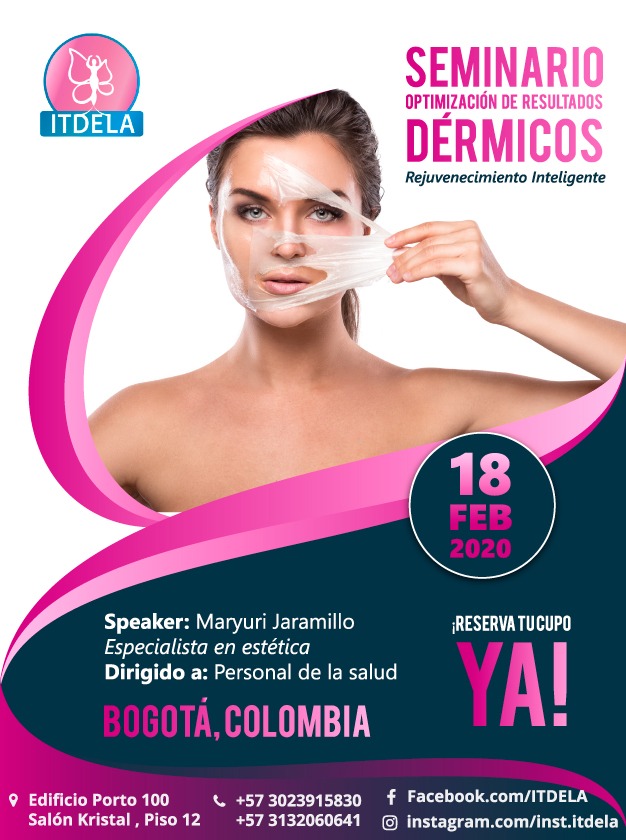 ITDELA
SEMINARIO
OPTIMIZACIÓN DE RESULTADOS
DÉRMICOS
Rejuvenecimiento Inteligente
18
FEB
2020
Speaker: Maryuri Jaramillo
Especialista en estética
Dirigido a: Personal de la salud
BOGOTÁ, COLOMBIA
¡RESERVA TU CUPO
YA!
Edificio Porto 100
Salón Kristal , Piso 12
+57 3023915830
+57 3132060641
Facebook.com/ITDELA
instagram.com/inst.itdela